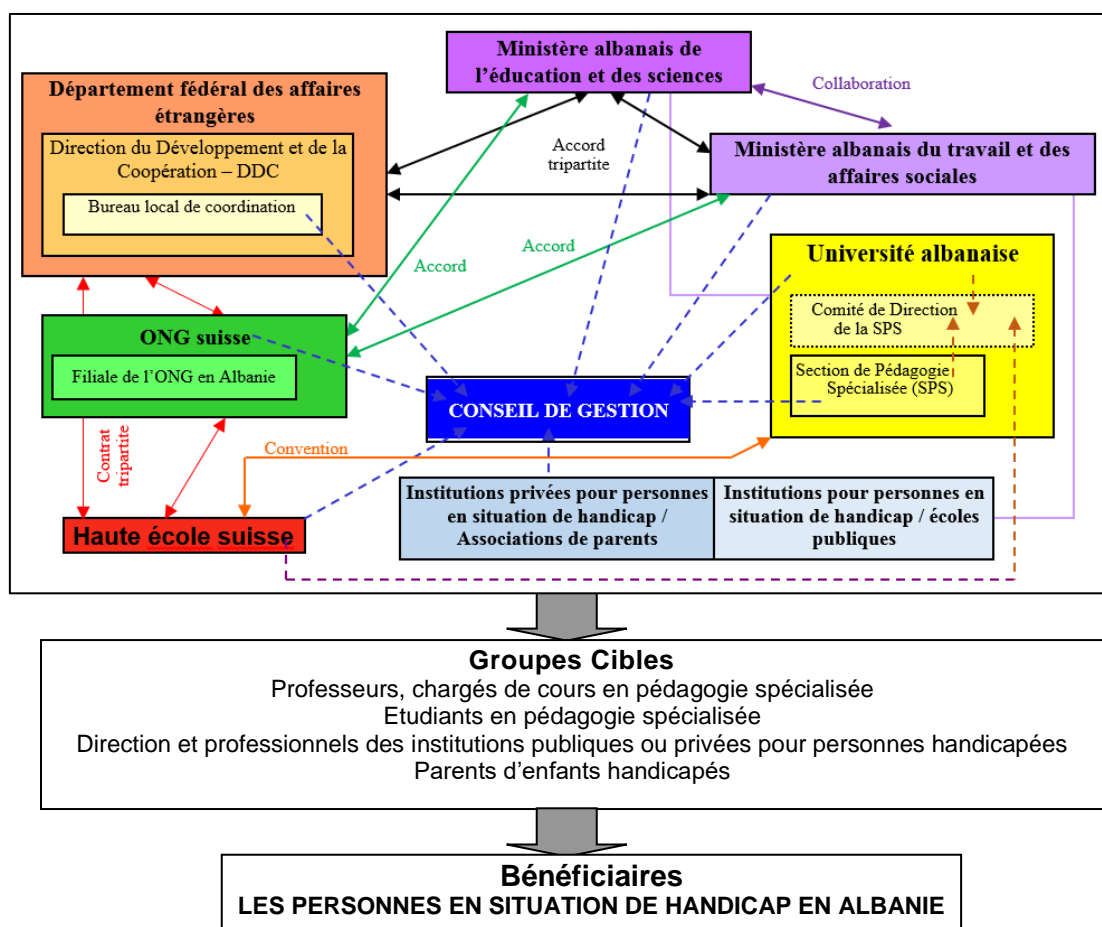 Ministère albanais de
l'éducation et des sciences
Collaboration
Département fédéral des affaires
étrangères
Direction du Développement et de la
Coopération – DDC
Bureau local de coordination
Accord
tripartite
Ministère albanais du travail et des
affaires sociales
Accord
Accord
Université albanaise
Comité de Direction
de la SPS
Section de Pédagogie
Spécialisée (SPS)
ONG suisse
Filiale de l'ONG en Albanie
CONSEIL DE GESTION
Contrat
tripartite
Convention
Haute école suisse
Institutions privées pour personnes
en situation de handicap /
Associations de parents
Institutions pour personnes en
situation de handicap / écoles
publiques
Groupes Cibles
Professeurs, chargés de cours en pédagogie spécialisée
Etudiants en pédagogie spécialisée
Direction et professionnels des institutions publiques ou privées pour personnes handicapées
Parents d'enfants handicapés
Bénéficiaires
LES PERSONNES EN SITUATION DE HANDICAP EN ALBANIE